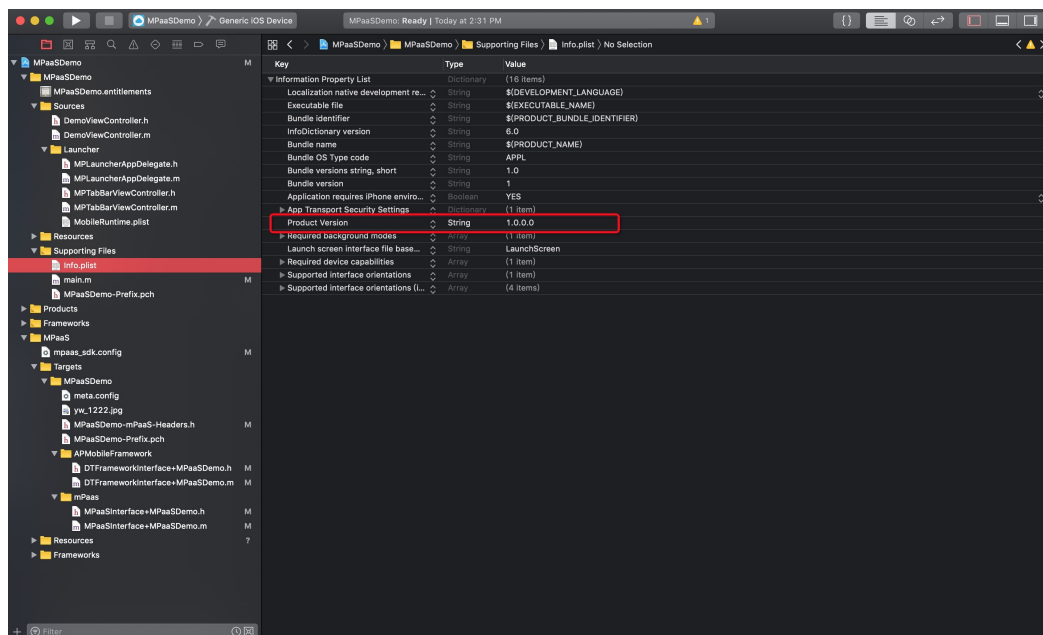 MPaaSDemo
Generic iOS Device
MPaaSDemo: Ready | Today at 2:31 PM
1
{}
MPaaSDemo
MPaaSDemo
Supporting Files
Info.plist
No Selection
MPaaSDemo M
MPaaSDemo
MPaaSDemo.entitlements
Sources
h DemoViewController.h
m DemoViewController.m
Launcher
h MPLauncherAppDelegate.h
m MPLauncherAppDelegate.m
h MPTabBarViewController.h
m MPTabBarViewController.m
MobileRuntime.plist
Resources
Supporting Files
Info.plist
m main.m M
h MPaaSDemo-Prefix.pch
Products
Frameworks
MPaaS
mpaas_sdk.config M
Targets
MPaaSDemo
meta.config
yw_1222.jpg
h MPaaSDemo-mPaaS-Headers.h M
h MPaaSDemo-Prefix.pch
APMobileFramework
h DTFrameworkInterface+MPaaSDemo.h M
m DTFrameworkInterface+MPaaSDemo.m M
mPaas
h MPaaSInterface+MPaaSDemo.h M
m MPaaSInterface+MPaaSDemo.m M
Resources ?
Frameworks
Filter
Key Type Value
Information Property List Dictionary (16 items)
Localization native development re... String $(DEVELOPMENT_LANGUAGE)
Executable file String $(EXECUTABLE_NAME)
Bundle identifier String $(PRODUCT_BUNDLE_IDENTIFIER)
InfoDictionary version String 6.0
Bundle name String $(PRODUCT_NAME)
Bundle OS Type code String APPL
Bundle versions string, short String 1.0
Bundle version String 1
Application requires iPhone enviro... Boolean YES
App Transport Security Settings Dictionary (1 item)
Product Version String 1.0.0.0
Required background modes Array (1 item)
Launch screen interface file base... String LaunchScreen
Required device capabilities Array (1 item)
Supported interface orientations Array (1 item)
Supported interface orientations (i... Array (4 items)